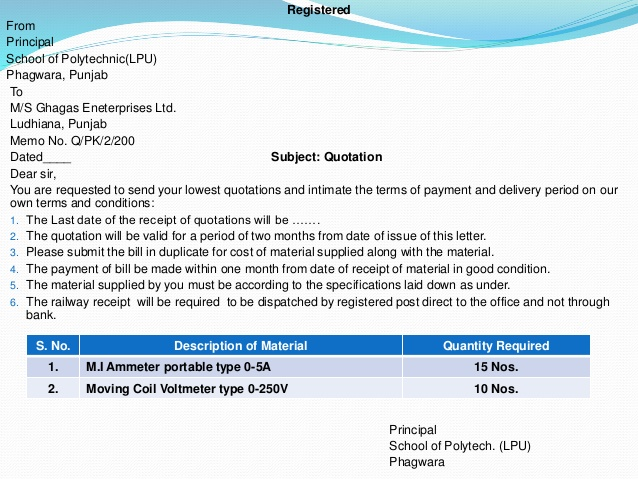 Registered
From
Principal
School of Polytechnic(LPU)
Phagwara, Punjab
To
M/S Ghagas Eneterprises Ltd.
Ludhiana, Punjab
Memo No. Q/PK/2/200
Dated____ Subject: Quotation
Dear sir,
You are requested to send your lowest quotations and intimate the terms of payment and delivery period on our
own terms and conditions:
1. The Last date of the receipt of quotations will be …….
2. The quotation will be valid for a period of two months from date of issue of this letter.
3. Please submit the bill in duplicate for cost of material supplied along with the material.
4. The payment of bill be made within one month from date of receipt of material in good condition.
5. The material supplied by you must be according to the specifications laid down as under.
6. The railway receipt will be required to be dispatched by registered post direct to the office and not through
bank.
S. No. Description of Material Quantity Required
1. M.I Ammeter portable type 0-5A 15 Nos.
2. Moving Coil Voltmeter type 0-250V 10 Nos.
Principal
School of Polytech. (LPU)
Phagwara